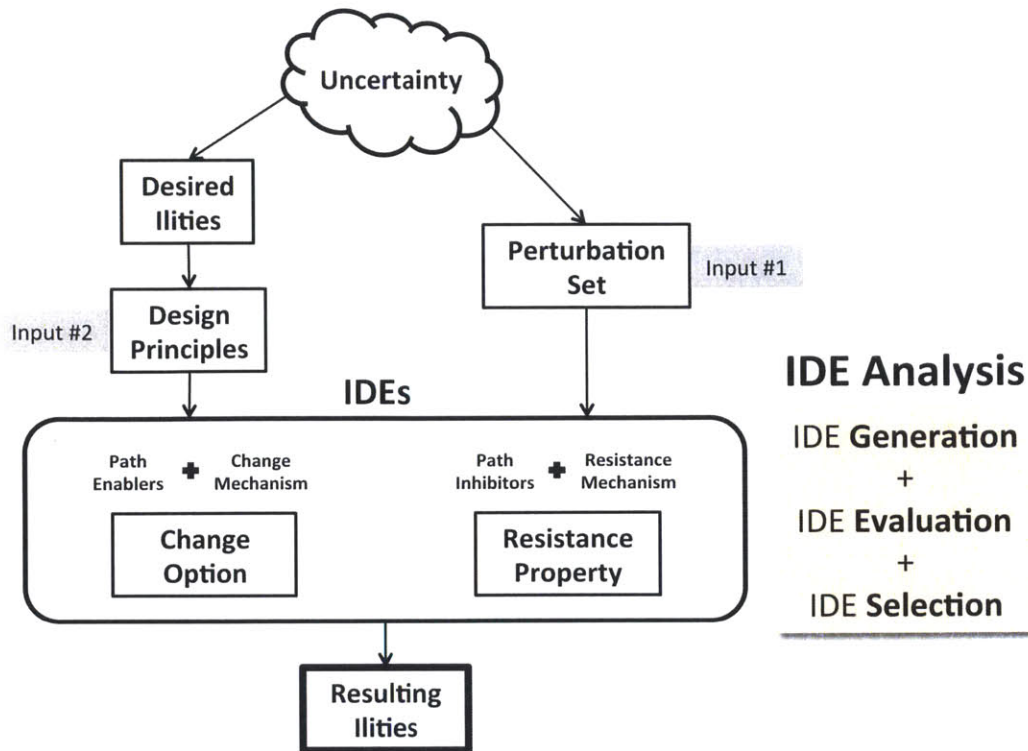 Uncertainty
Desired
Ilities
Perturbation
Set
Input #1
Input #2
Design
Principles
IDEs
Path
Enablers
Change
Mechanism
Path
Inhibitors
Resistance
Mechanism
Change
Option
Resistance
Property
Resulting
Ilities
IDE Analysis
IDE Generation
+
IDE Evaluation
+
IDE Selection